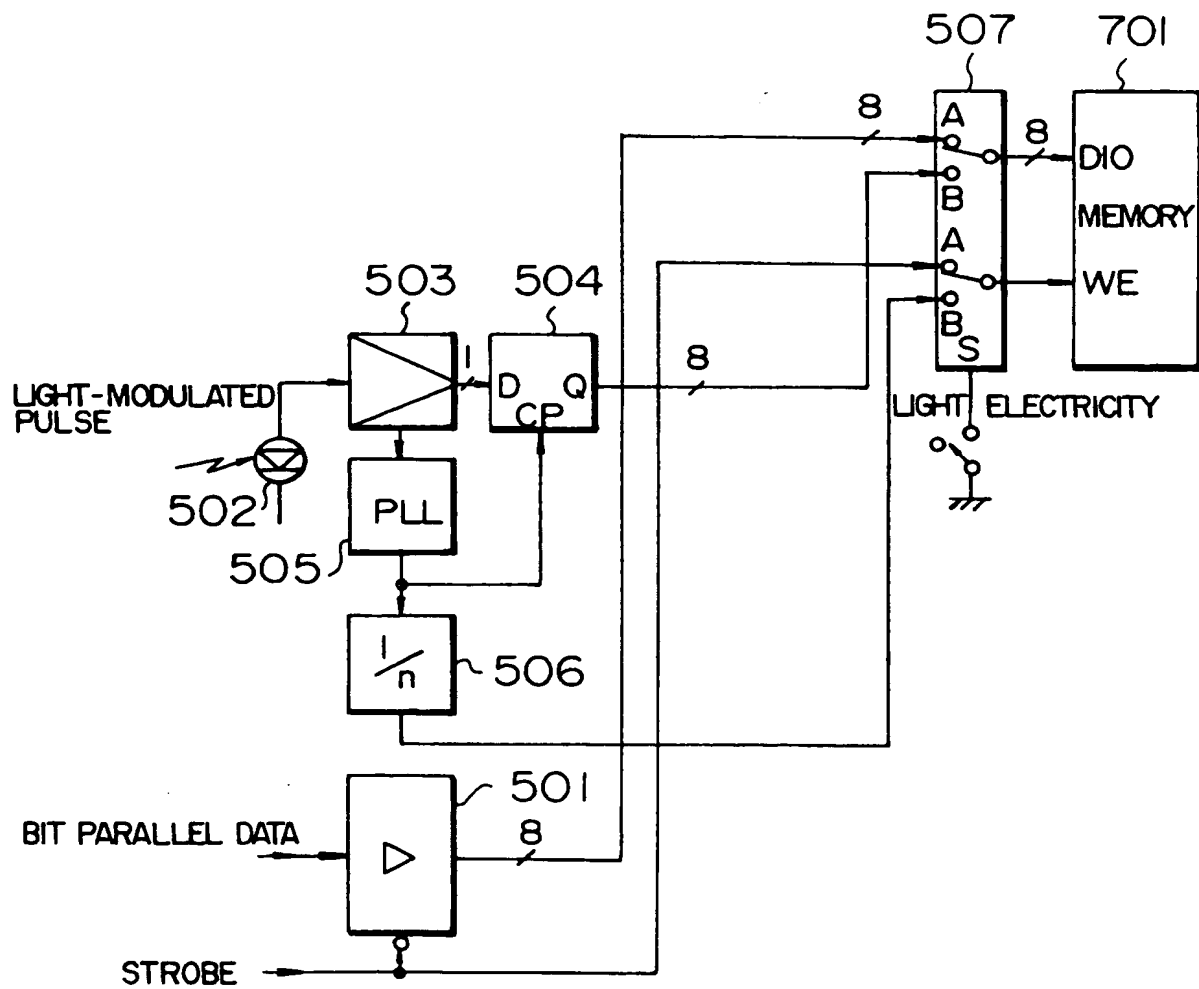 507 701
8
A
8
DIO
B
MEMORY
A
503 504
WE
B
1
8
S
D Q
CP
LIGHT-MODULATED
PULSE
LIGHT ELECTRICITY
502
PLL
505
1/n
506
501
BIT PARALLEL DATA
8
STROBE